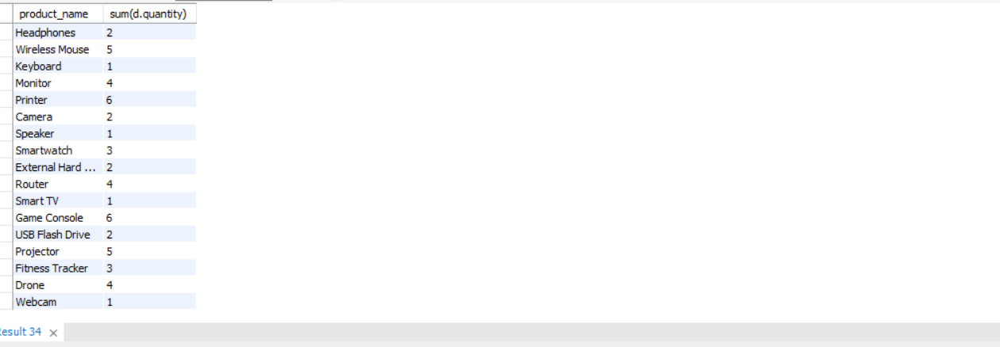 product_name sum(d.quantity)
Headphones 2
Wireless Mouse 5
Keyboard 1
Monitor 4
Printer 6
Camera 2
Speaker 1
Smartwatch 3
External Hard ... 2
Router 4
Smart TV 1
Game Console 6
USB Flash Drive 2
Projector 5
Fitness Tracker 3
Drone 4
Webcam 1
Result 34 ×